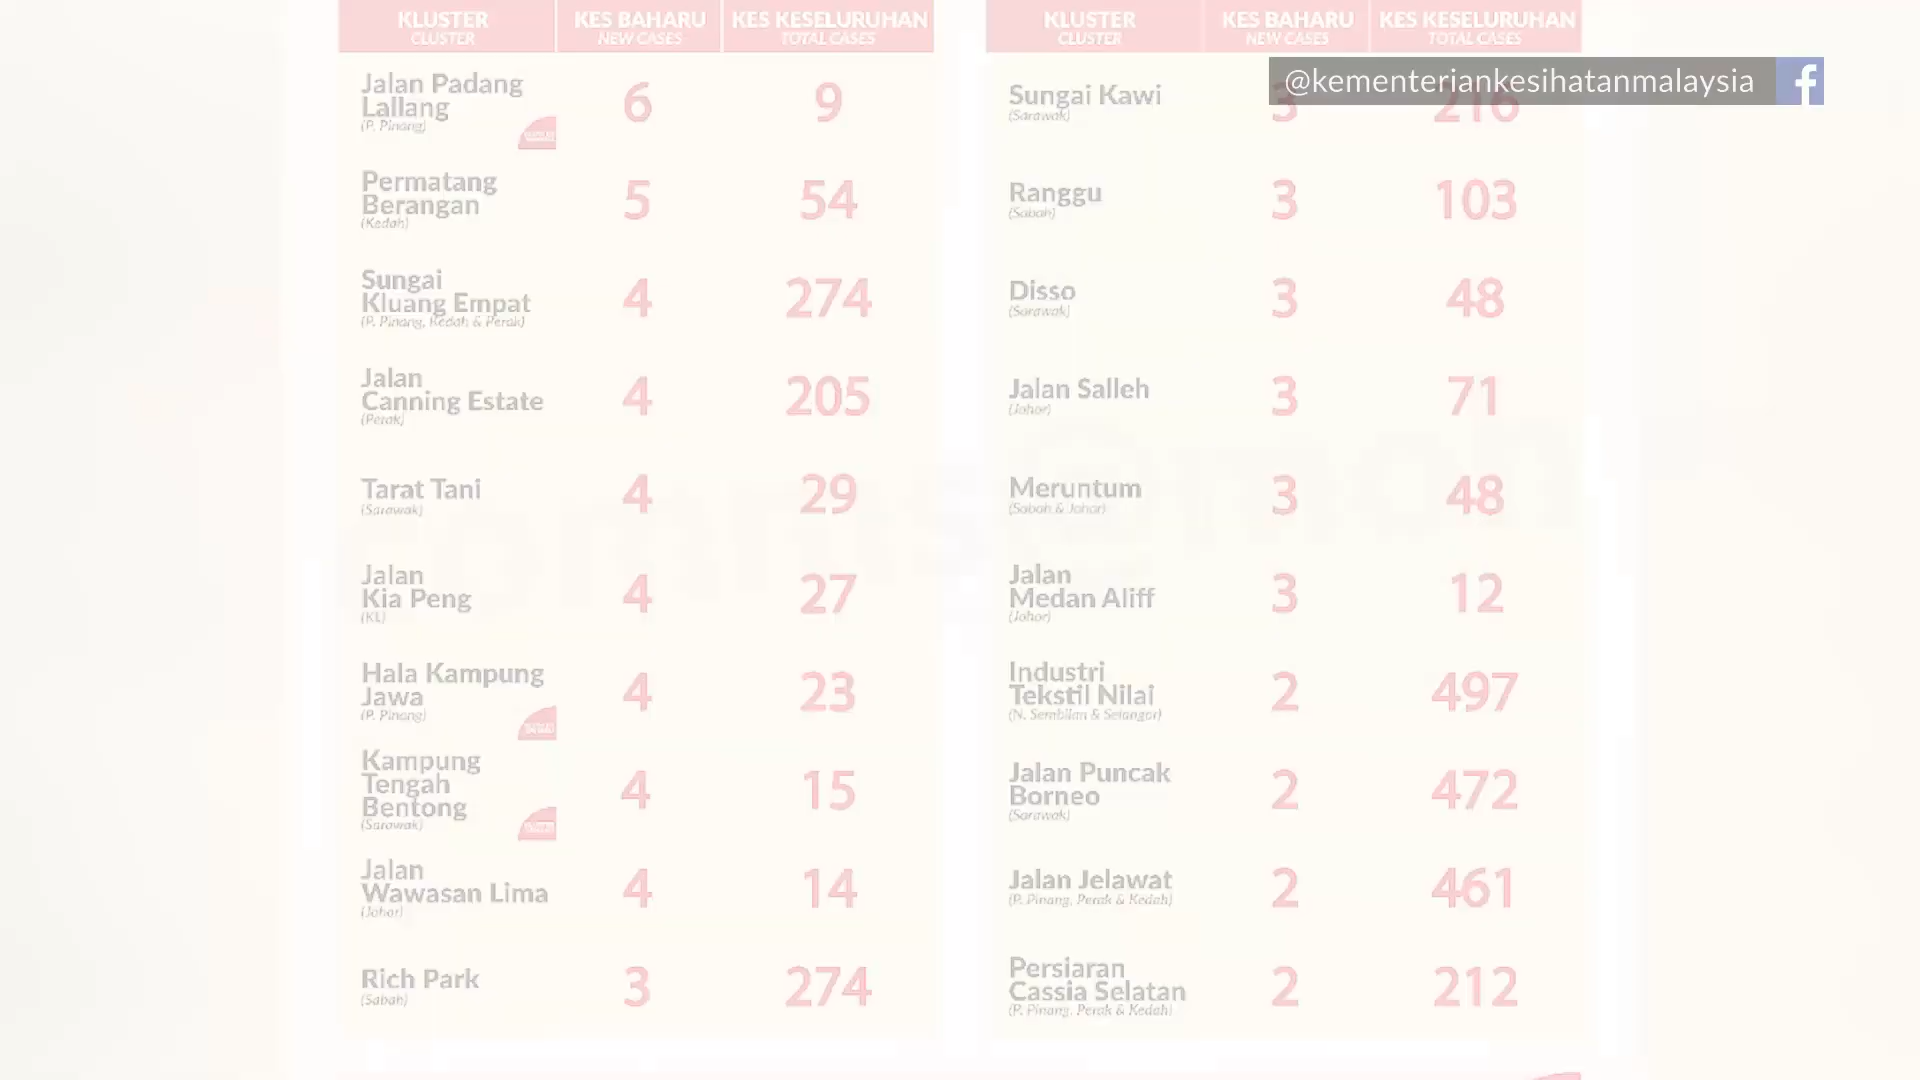 KLUSTER KES BAHARU KES KESELURUHAN
CLUSTER NEW CASES TOTAL CASES
Jalan Padang
Lallang 6 9
(P. Pinang)
Permatang
Berangan 5 54
(Kedah)
Sungai
Kluang Empat 4 274
(P. Pinang, Kedah & Perak)
Jalan
Canning Estate 4 205
(Perak)
Tarat Tani 4 29
(Sarawak)
Jalan
Kia Peng 4 27
(KL)
Hala Kampung
Jawa 4 23
(P. Pinang)
Kampung
Tengah
Bentong 4 15
(Sarawak)
Jalan
Wawasan Lima 4 14
(Johor)
Rich Park 3 274
(Sabah)
KLUSTER KES BAHARU KES KESELURUHAN
CLUSTER NEW CASES TOTAL CASES
@kementeriankesihatanmalaysia f
Sungai Kawi 3 216
(Sarawak)
Ranggu 3 103
(Sabah)
Disso 3 48
(Sarawak)
Jalan Salleh 3 71
(Johor)
Meruntum 3 48
(Sabah & Johor)
Jalan
Medan Aliff 3 12
(Johor)
Industri
Tekstil Nilai 2 497
(N. Sembilan & Selangor)
Jalan Puncak
Borneo 2 472
(Sarawak)
Jalan Jelawat 2 461
(P. Pinang, Perak & Kedah)
Persiaran
Cassia Selatan 2 212
(P. Pinang, Perak & Kedah)